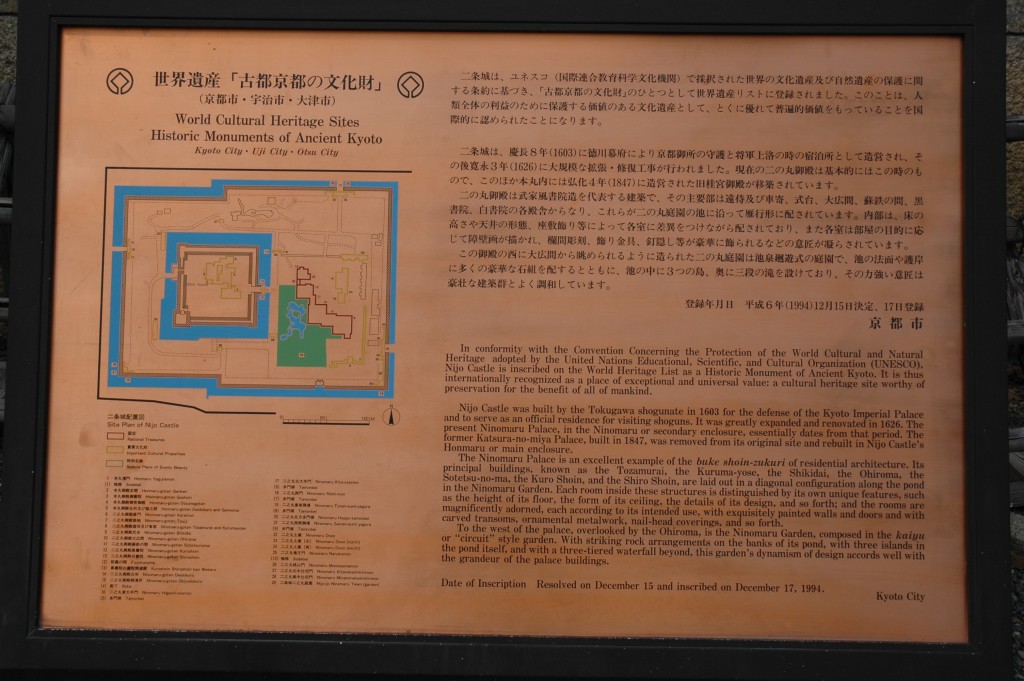 世界遺産「古都京都の文化財」
(京都市・宇治市・大津市)
World Cultural Heritage Sites
Historic Monuments of Ancient Kyoto
Kyoto City・Uji City・Otsu City
二条城配置図
Site Plan of Nijo Castle
国宝
National Treasures
重要文化財
Important Cultural Properties
特別名勝
Special Place of Scenic Beauty
二条城は、ユネスコ(国際連合教育科学文化機関)で採択された世界の文化遺産及び自然遺産の保護に関
する条約に基づき、「古都京都の文化財」のひとつとして世界遺産リストに登録されました。このことは、人
類全体の利益のために保護する価値のある文化遺産として、とくに優れて普遍的価値をもっていることを国
際的に認められたことになります。
二条城は、慶長8年(1603)に徳川幕府により京都御所の守護と将軍上洛の時の宿泊所として造営され、そ
の後寛永3年(1626)に大規模な拡張・修復工事が行われました。現在の二の丸御殿は基本的にはこの時のも
ので、このほか本丸内には弘化4年(1847)に造営された旧桂宮御殿が移築されています。
二の丸御殿は武家風書院造を代表する建築で、その主要部は遠侍及び車寄、式台、大広間、蘇鉄の間、黒
書院、白書院の各殿舎からなり、これらが二の丸庭園の池に沿って雁行形に配されています。内部は、床の
高さや天井の形態、座敷飾り等によって各室に差異をつけながら配されており、また各室は部屋の目的に応
じて障壁画が描かれ、欄間彫刻、飾り金具、釘隠し等が豪華に飾られるなどの意匠が凝らされています。
この御殿の西に大広間から眺められるように造られた二の丸庭園は池泉廻遊式の庭園で、池の法面や護岸
に多くの豪華な石組を配するとともに、池の中に3つの島、奥に三段の滝を設けており、その力強い意匠は
豪壮な建築群とよく調和しています。
登録年月日 平成6年(1994)12月15日決定、17日登録
京都市
In conformity with the Convention Concerning the Protection of the World Cultural and Natural
Heritage adopted by the United Nations Educational, Scientific, and Cultural Organization (UNESCO),
Nijo Castle is inscribed on the World Heritage List as a Historic Monument of Ancient Kyoto. It is thus
internationally recognized as a place of exceptional and universal value: a cultural heritage site worthy of
preservation for the benefit of all of mankind.
Nijo Castle was built by the Tokugawa shogunate in 1603 for the defense of the Kyoto Imperial Palace
and to serve as an official residence for visiting shoguns. It was greatly expanded and renovated in 1626. The
present Ninomaru Palace, in the Ninomaru or secondary enclosure, essentially dates from that period. The
former Katsura-no-miya Palace, built in 1847, was removed from its original site and rebuilt in Nijo Castle's
Honmaru or main enclosure.
The Ninomaru Palace is an excellent example of the buke shoin-zukuri of residential architecture. Its
principal buildings, known as the Tozamurai, the Kuruma-yose, the Shikidai, the Ohiroma, the
Sotetsu-no-ma, the Kuro Shoin, and the Shiro Shoin, are laid out in a diagonal configuration along the pond
in the Ninomaru Garden. Each room inside these structures is distinguished by its own unique features, such
as the height of its floor, the form of its ceiling, the details of its design, and so forth; and the rooms are
magnificently adorned, each according to its intended use, with exquisitely painted walls and doors and with
carved transoms, ornamental metalwork, nail-head coverings, and so forth.
To the west of the palace, overlooked by the Ohiroma, is the Ninomaru Garden, composed in the kaiyu
or "circuit" style garden. With striking rock arrangements on the banks of its pond, with three islands in
the pond itself, and with a three-tiered waterfall beyond, this garden's dynamism of design accords well with
the grandeur of the palace buildings.
Date of Inscription Resolved on December 15 and inscribed on December 17, 1994.
Kyoto City